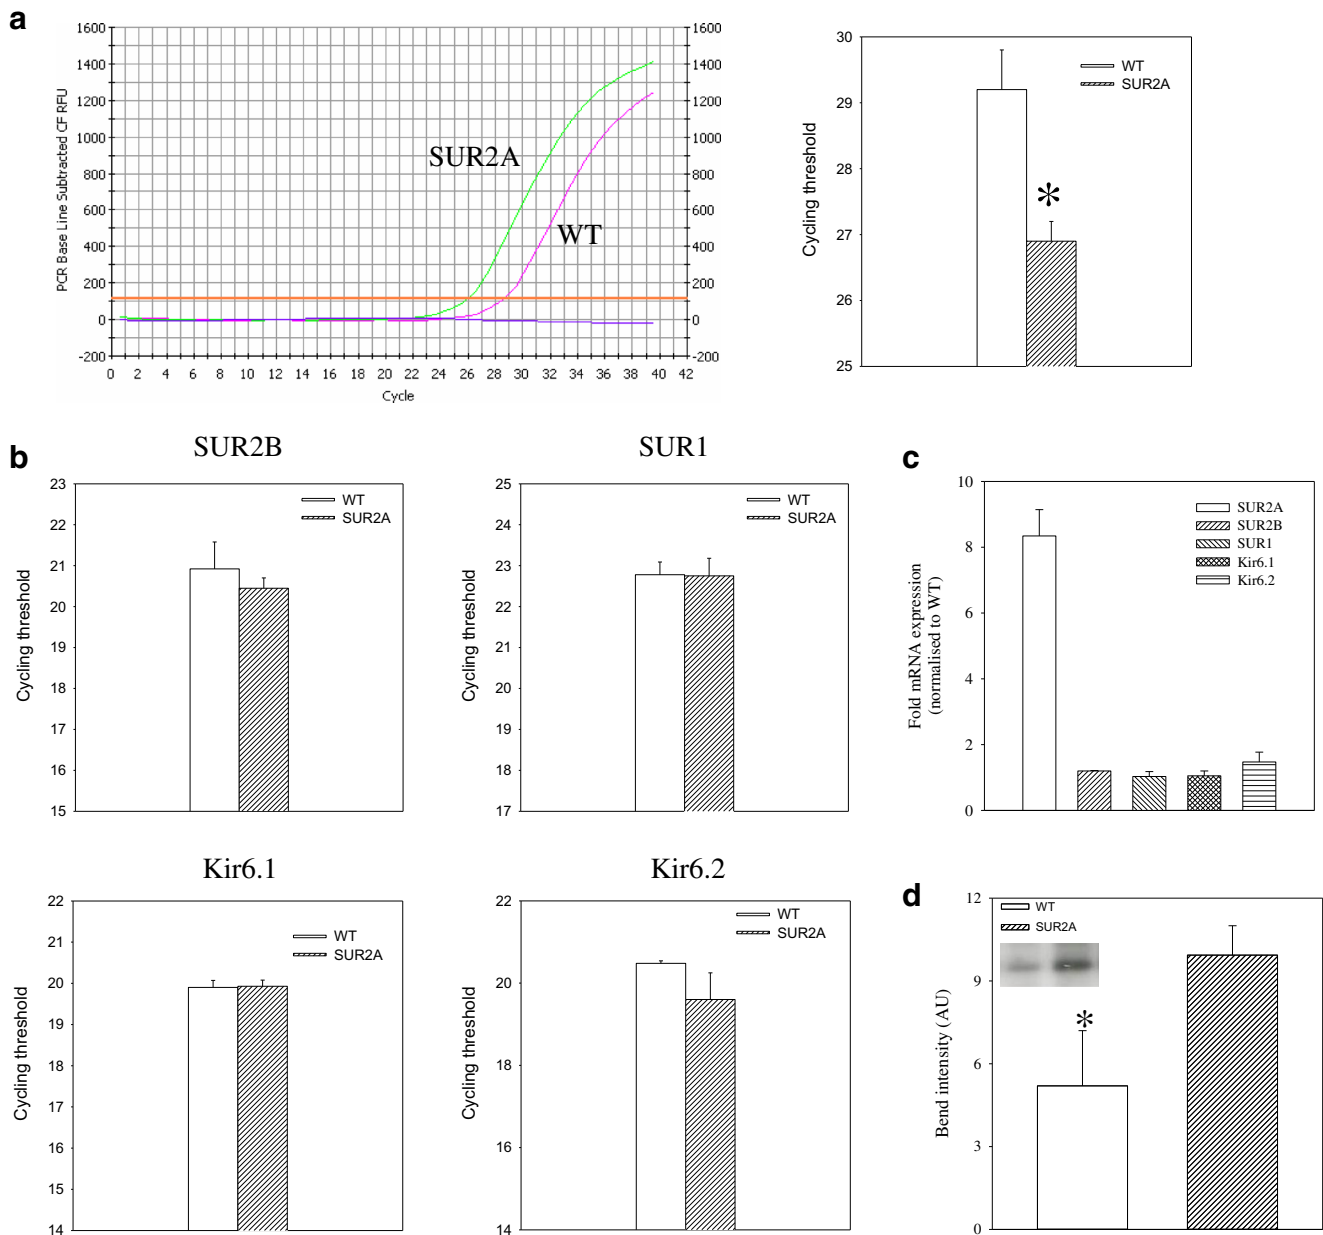 a
1600
1400
1200
1000
800
600
400
200
0
-200
1600
1400
1200
1000
800
600
400
200
0
-200
PCR Base Line Subtracted CF RFU
SUR2A
WT
0 2 4 6 8 10 12 14 16 18 20 22 24 26 28 30 32 34 36 38 40 42
Cycle
30
29
28
27
26
25
Cycling threshold
WT
SUR2A
*
b
SUR2B
23
22
21
20
19
18
17
16
15
Cycling threshold
WT
SUR2A
SUR1
25
24
23
22
21
20
19
18
17
Cycling threshold
WT
SUR2A
c
10
8
6
4
2
0
Fold mRNA expression
(normalised to WT)
SUR2A
SUR2B
SUR1
Kir6.1
Kir6.2
Kir6.1
22
21
20
19
18
17
16
15
14
Cycling threshold
WT
SUR2A
Kir6.2
22
21
20
19
18
17
16
15
14
Cycling threshold
WT
SUR2A
d
12
9
6
3
0
Bend intensity (AU)
WT
SUR2A
*